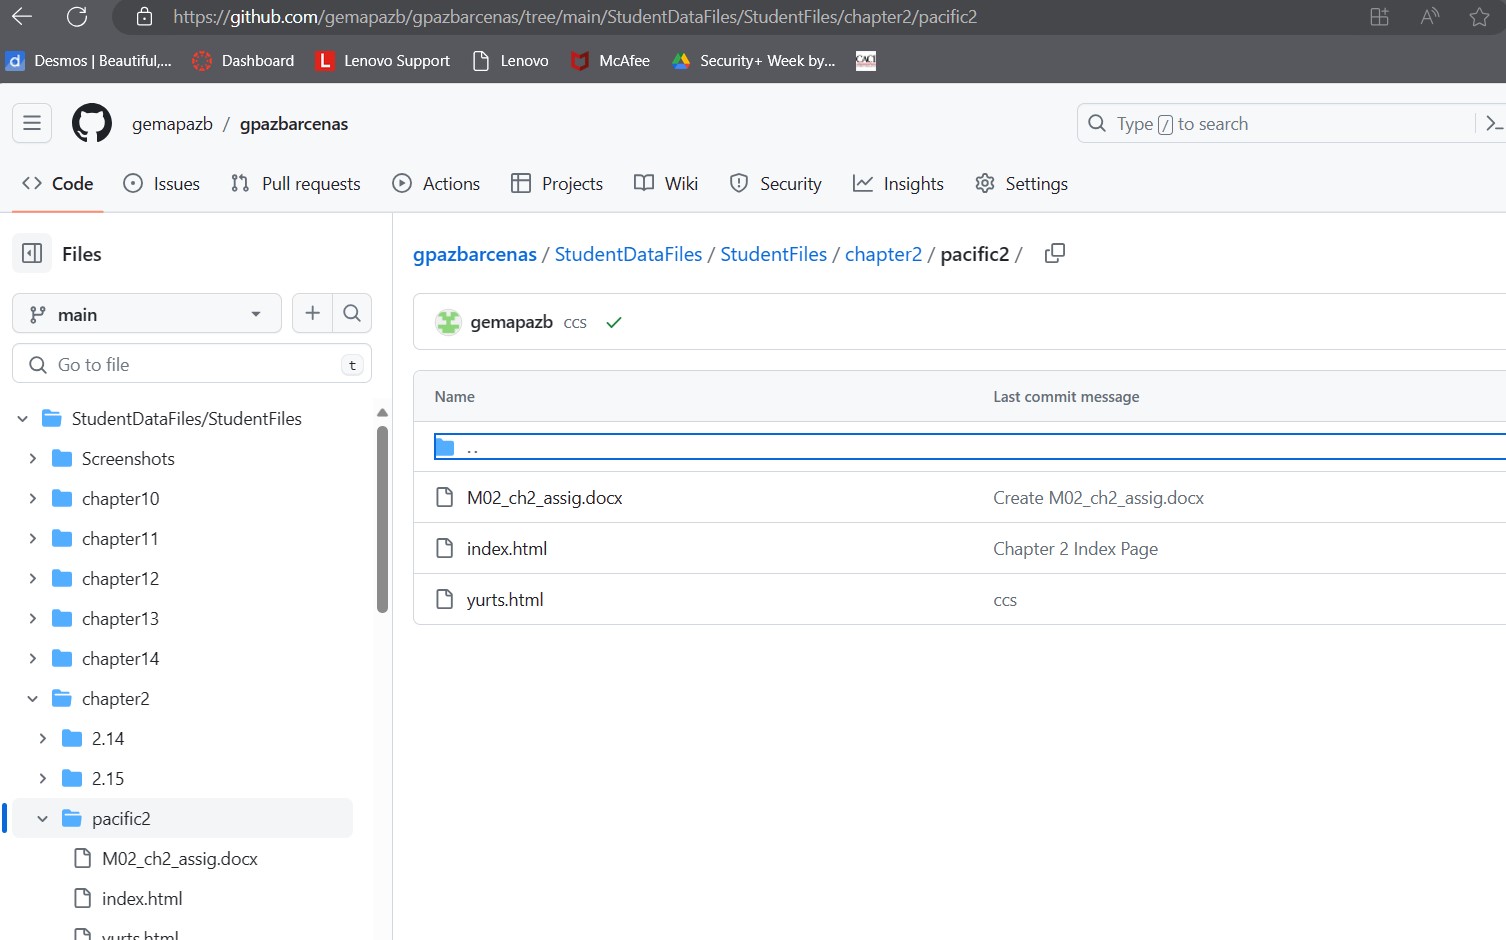 https://github.com/gemapazb/gpazbarcenas/tree/main/StudentDataFiles/StudentFiles/chapter2/pacific2
d Desmos | Beautiful,... Dashboard L Lenovo Support Lenovo McAfee Security+ Week by... CACI
gemapazb / gpazbarcenas
Type / to search
Code Issues Pull requests Actions Projects Wiki Security Insights Settings
Files
main
Go to file t
StudentDataFiles/StudentFiles
Screenshots
chapter10
chapter11
chapter12
chapter13
chapter14
chapter2
2.14
2.15
pacific2
M02_ch2_assig.docx
index.html
yurts.html
gpazbarcenas / StudentDataFiles / StudentFiles / chapter2 / pacific2 /
gemapazb ccs
Name Last commit message
..
M02_ch2_assig.docx Create M02_ch2_assig.docx
index.html Chapter 2 Index Page
yurts.html ccs